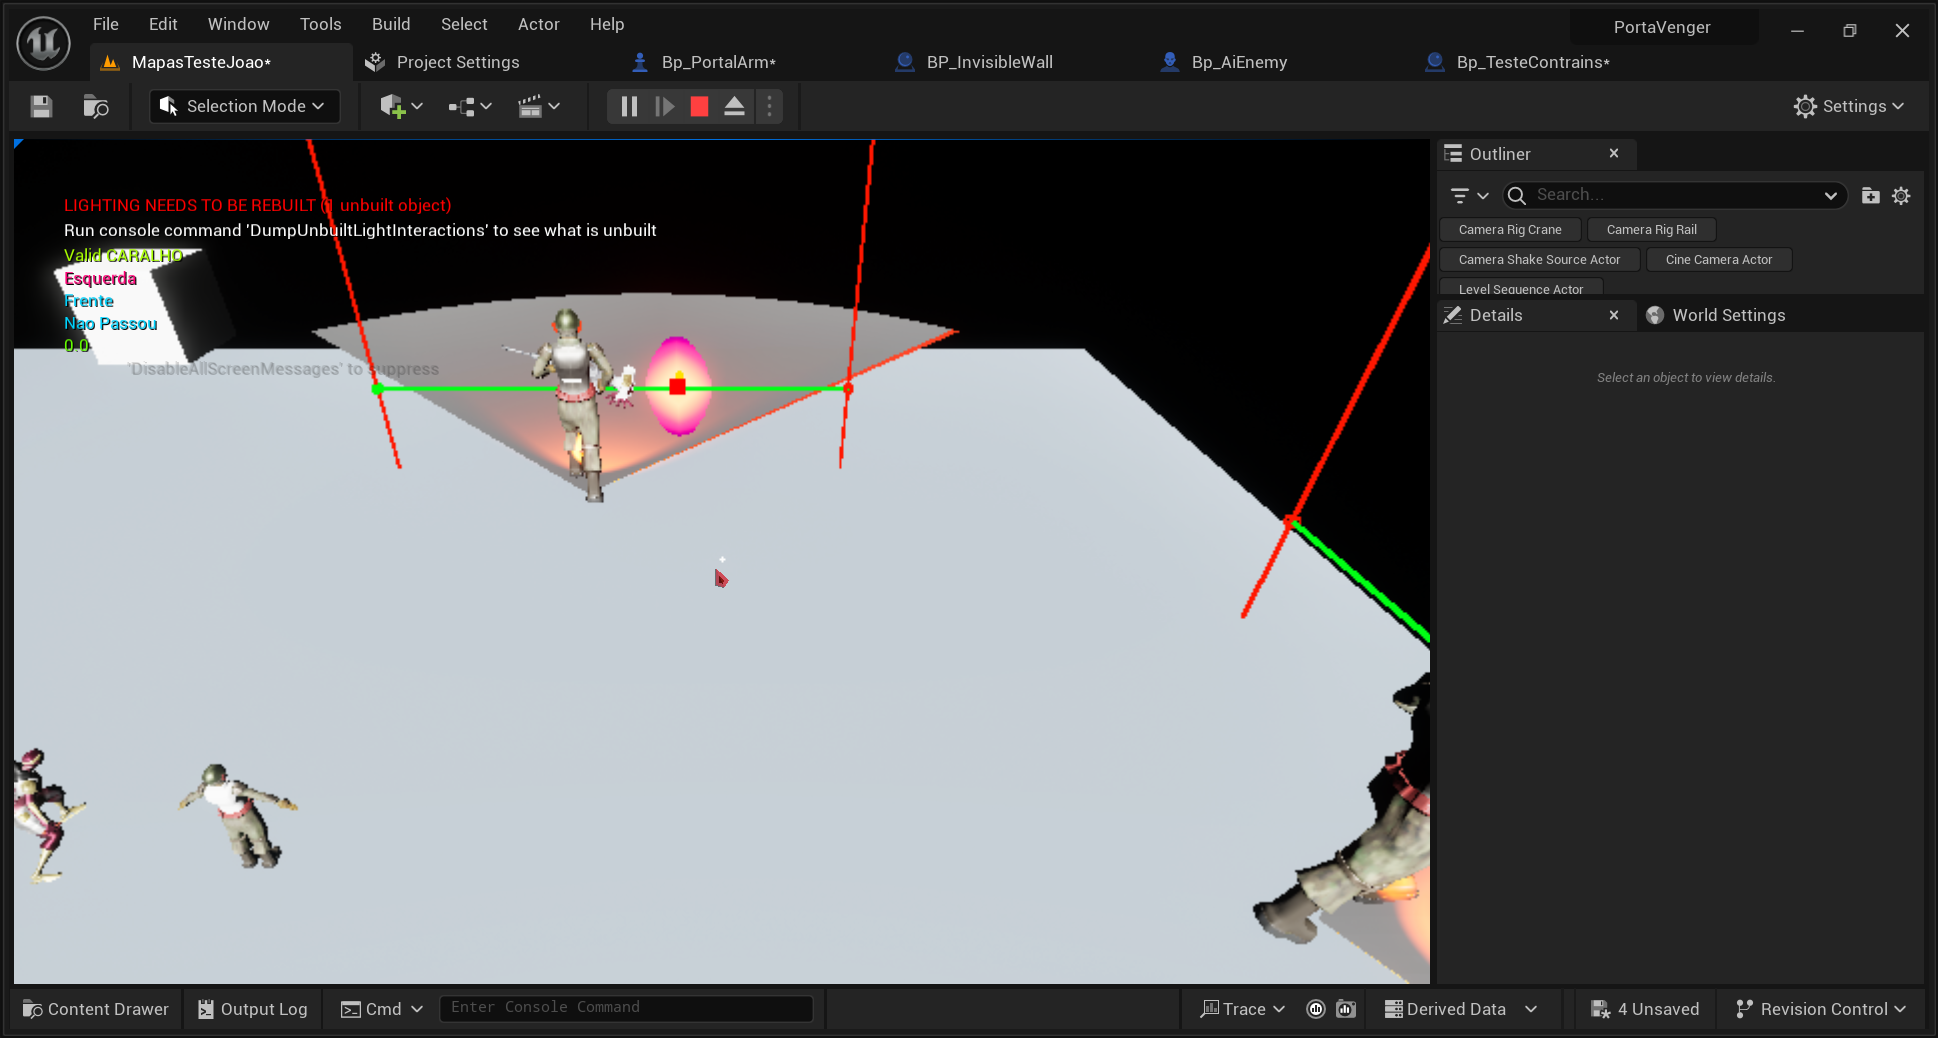 File Edit Window Tools Build Select Actor Help
PortaVenger
MapasTesteJoao*
Project Settings
Bp_PortalArm*
BP_InvisibleWall
Bp_AiEnemy
Bp_TesteContrains*
Selection Mode
Settings
LIGHTING NEEDS TO BE REBUILT (1 unbuilt object)
Run console command 'DumpUnbuiltLightInteractions' to see what is unbuilt
Valid CARALHO
Esquerda
Frente
Nao Passou
0.0
'DisableAllScreenMessages' to suppress
Outliner
Search...
Camera Rig Crane
Camera Rig Rail
Camera Shake Source Actor
Cine Camera Actor
Level Sequence Actor
Details
World Settings
Select an object to view details.
Content Drawer
Output Log
Cmd
Enter Console Command
Trace
Derived Data
4 Unsaved
Revision Control